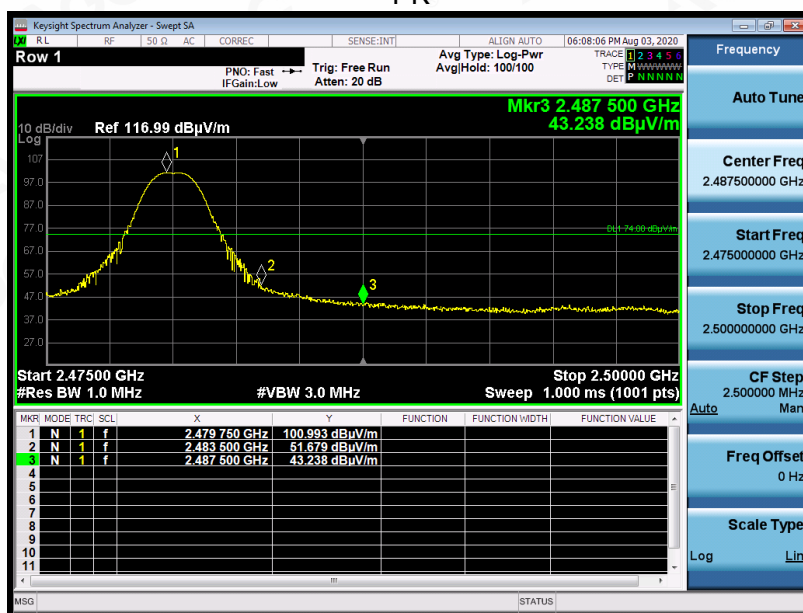 Keysight Spectrum Analyzer - Swept SA
LXI RL RF 50 Ω AC CORREC SENSE:INT ALIGN AUTO 06:08:06 PM Aug 03, 2020
Row 1
PNO: Fast
IFGain:Low
Trig: Free Run
Atten: 20 dB
Avg Type: Log-Pwr
Avg|Hold: 100/100
TRACE 1 2 3 4 5 6
TYPE M WWWWW
DET P N N N N N
Mkr3 2.487 500 GHz
43.238 dBµV/m
10 dB/div Ref 116.99 dBµV/m
Log
107
97.0
87.0
77.0
67.0
57.0
47.0
37.0
27.0
1
2
3
DL1 74.00 dBµV/m
Start 2.47500 GHz Stop 2.50000 GHz
#Res BW 1.0 MHz #VBW 3.0 MHz Sweep 1.000 ms (1001 pts)
MKR MODE TRC SCL X Y FUNCTION FUNCTION WIDTH FUNCTION VALUE
1 N 1 f 2.479 750 GHz 100.993 dBµV/m
2 N 1 f 2.483 500 GHz 51.679 dBµV/m
3 N 1 f 2.487 500 GHz 43.238 dBµV/m
4
5
6
7
8
9
10
11
MSG STATUS
Frequency
Auto Tune
Center Freq
2.487500000 GHz
Start Freq
2.475000000 GHz
Stop Freq
2.500000000 GHz
CF Step
2.500000 MHz
Auto Man
Freq Offset
0 Hz
Scale Type
Log Lin